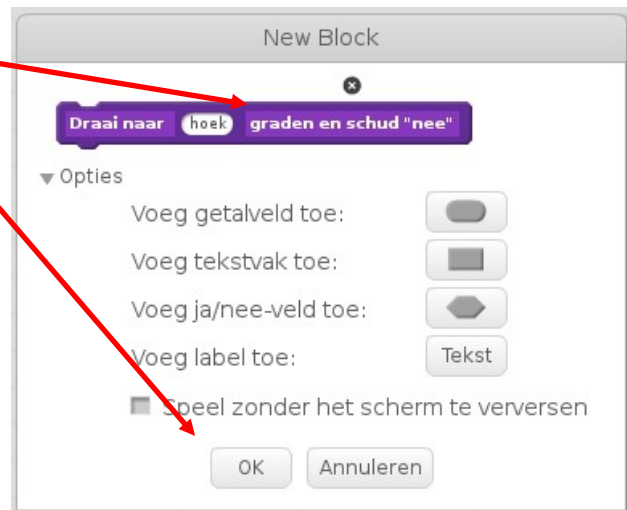 New Block
Draai naar hoek graden en schud "nee"
Opties
Voeg getalveld toe:
Voeg tekstvak toe:
Voeg ja/nee-veld toe:
Voeg label toe: Tekst
Speel zonder het scherm te verversen
OK Annuleren